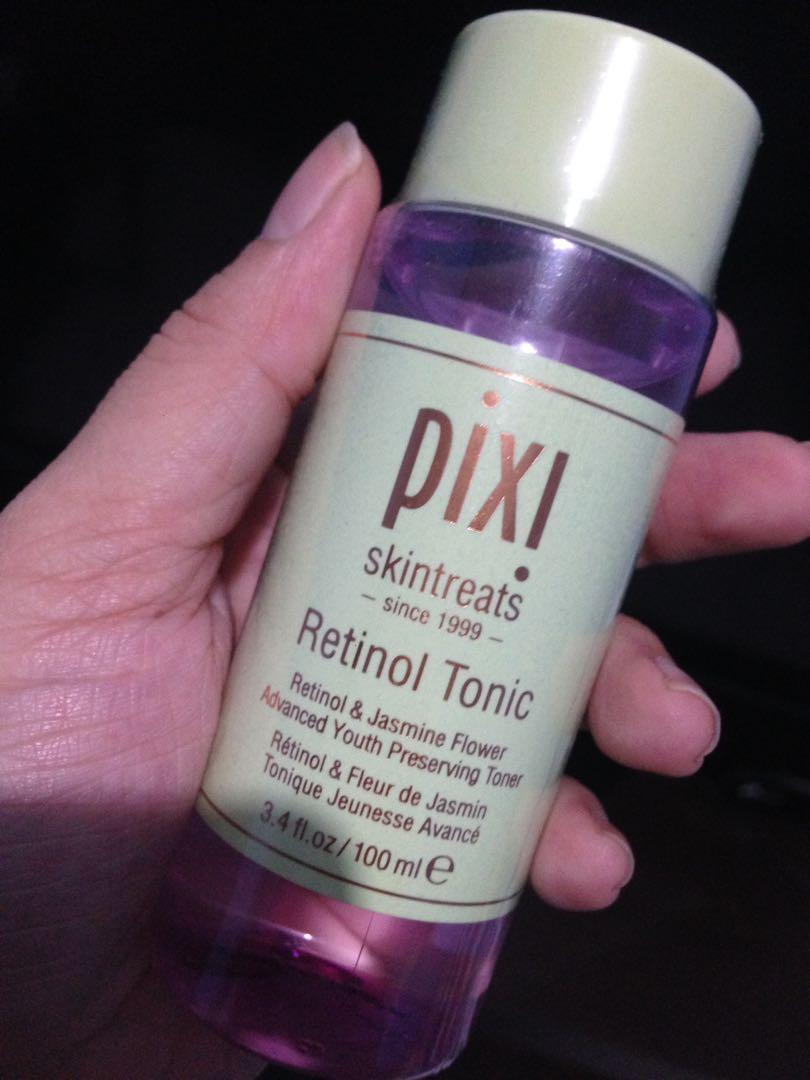 pixi
skintreats
– since 1999 –
Retinol Tonic
Retinol & Jasmine Flower
Advanced Youth Preserving Toner
Rétinol & Fleur de Jasmin
Tonique Jeunesse Avancé
3.4 fl.oz/100 ml ℮